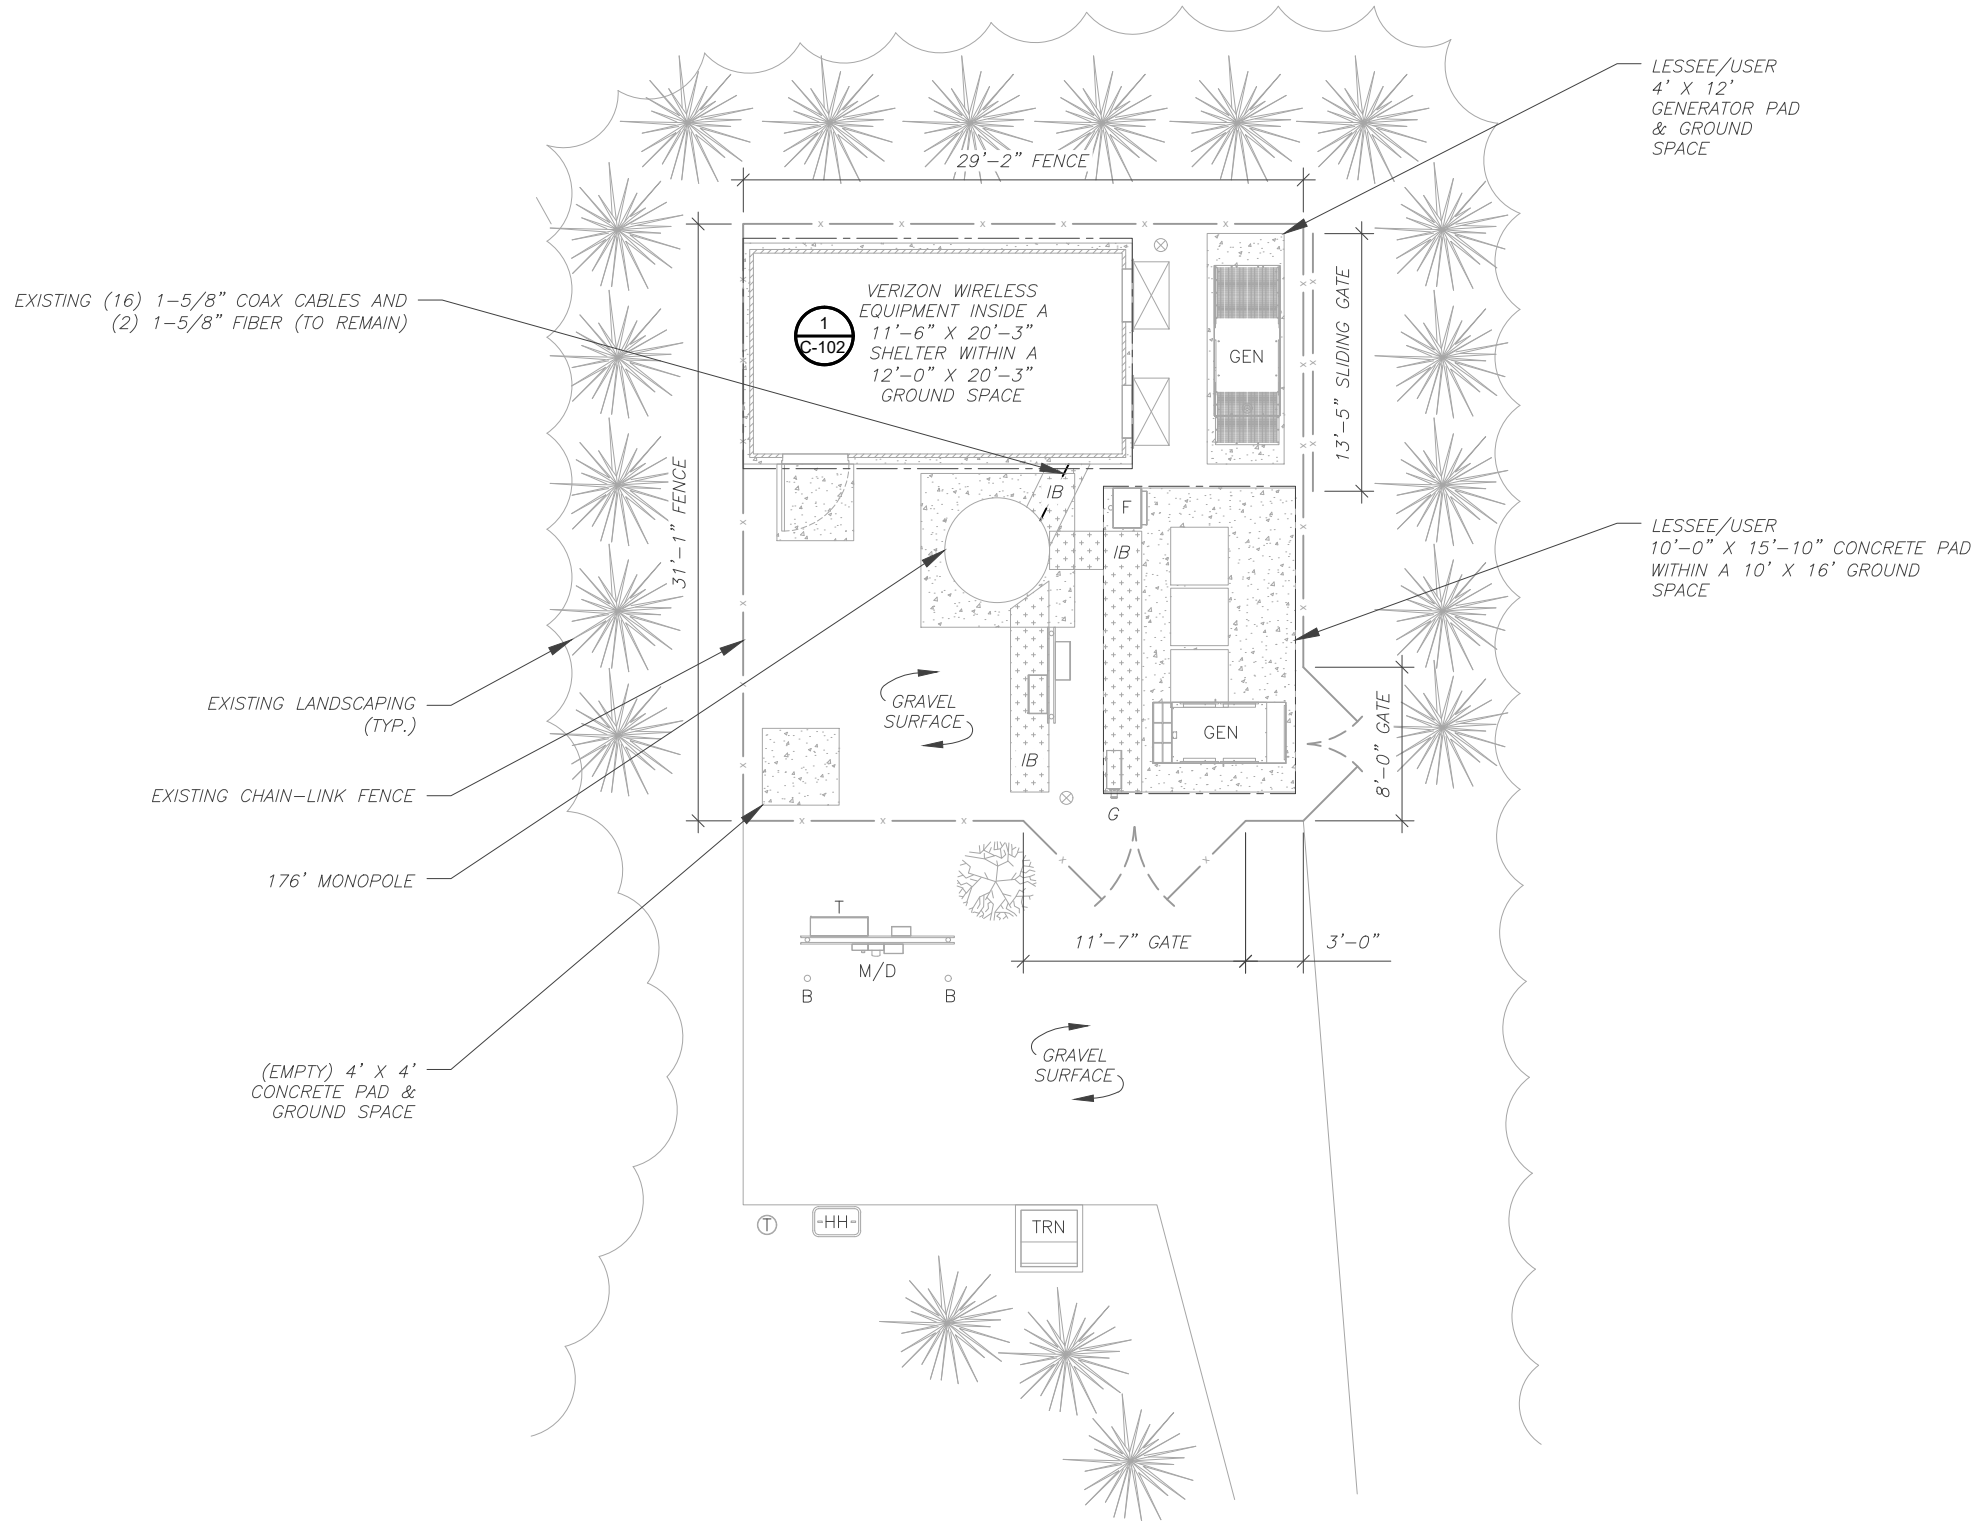 LESSEE/USER
4' X 12'
GENERATOR PAD
& GROUND
SPACE
29'-2" FENCE
EXISTING (16) 1-5/8" COAX CABLES AND
(2) 1-5/8" FIBER (TO REMAIN)
1
C-102
VERIZON WIRELESS
EQUIPMENT INSIDE A
11'-6" X 20'-3"
SHELTER WITHIN A
12'-0" X 20'-3"
GROUND SPACE
GEN
13'-5" SLIDING GATE
31'-1" FENCE
IB
F
IB
LESSEE/USER
10'-0" X 15'-10" CONCRETE PAD
WITHIN A 10' X 16' GROUND
SPACE
EXISTING LANDSCAPING
(TYP.)
GRAVEL
SURFACE
IB
GEN
8'-0" GATE
EXISTING CHAIN-LINK FENCE
G
176' MONOPOLE
T
M/D
B
B
11'-7" GATE
3'-0"
(EMPTY) 4' X 4'
CONCRETE PAD &
GROUND SPACE
GRAVEL
SURFACE
T
HH
TRN